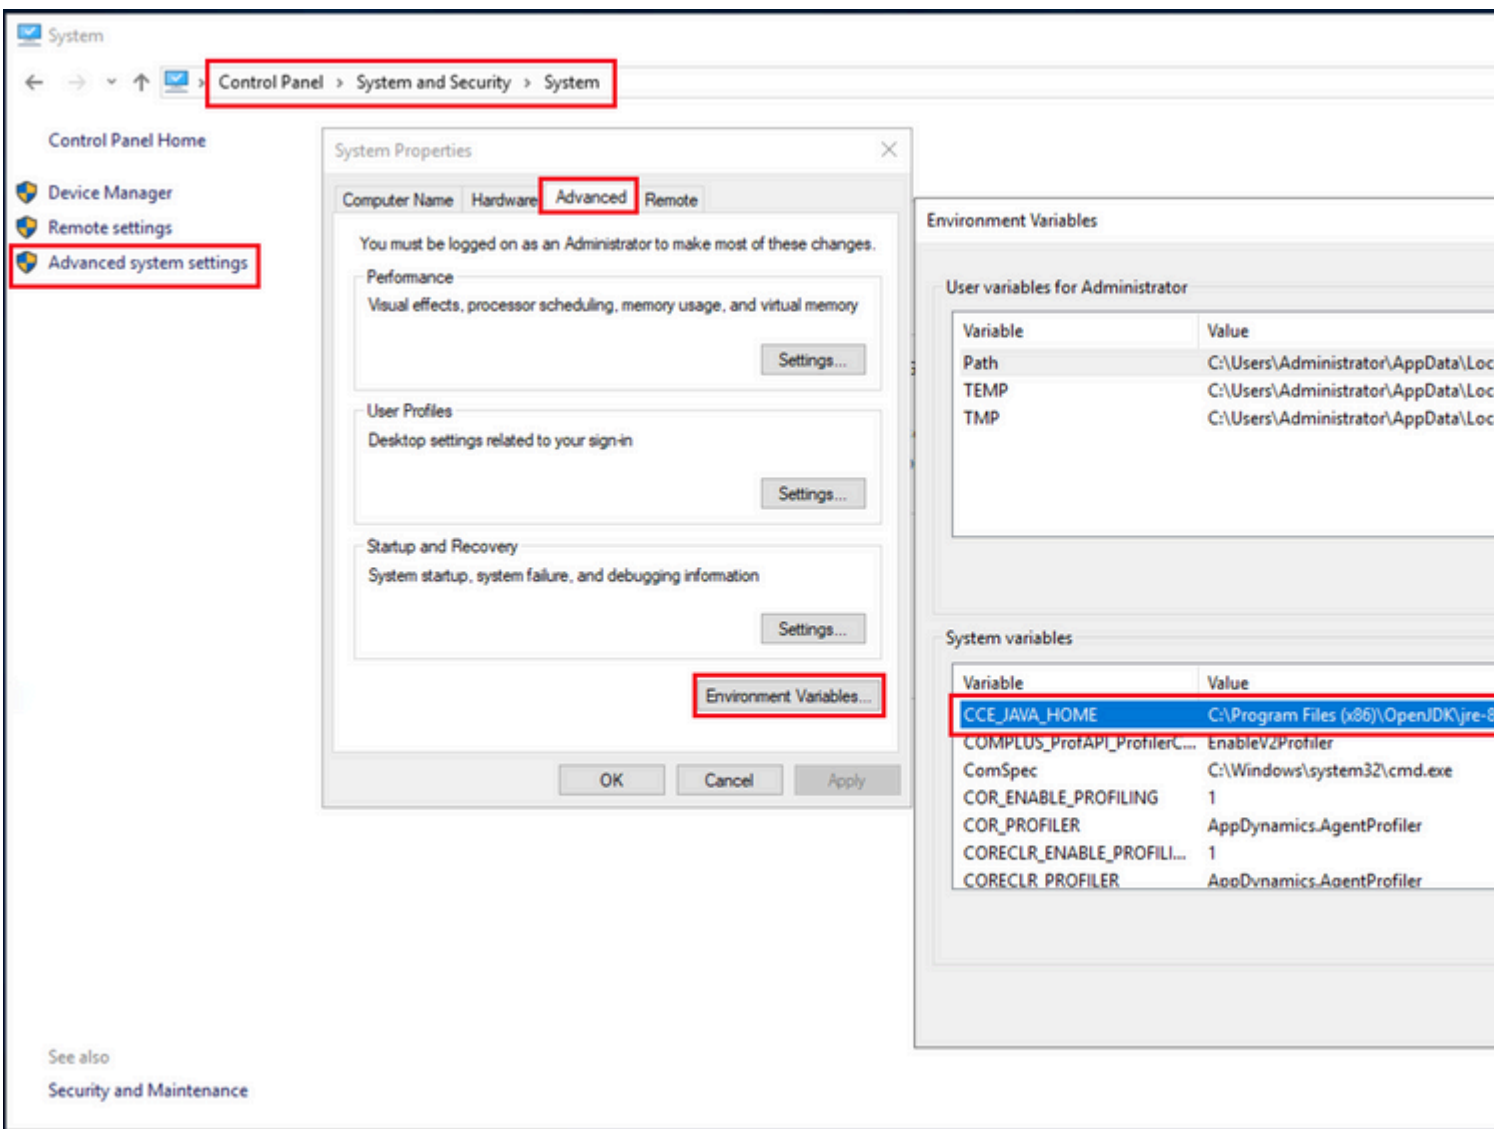 System
Control Panel › System and Security › System
Control Panel Home
Device Manager
Remote settings
Advanced system settings
System Properties
Computer Name Hardware Advanced Remote
You must be logged on as an Administrator to make most of these changes.
Performance
Visual effects, processor scheduling, memory usage, and virtual memory
Settings...
User Profiles
Desktop settings related to your sign-in
Settings...
Startup and Recovery
System startup, system failure, and debugging information
Settings...
Environment Variables...
OK Cancel Apply
Environment Variables
User variables for Administrator
Variable Value
Path C:\Users\Administrator\AppData\Loc
TEMP C:\Users\Administrator\AppData\Loc
TMP C:\Users\Administrator\AppData\Loc
System variables
Variable Value
CCE_JAVA_HOME C:\Program Files (x86)\OpenJDK\jre-8
COMPLUS_ProfAPI_ProfilerC... EnableV2Profiler
ComSpec C:\Windows\system32\cmd.exe
COR_ENABLE_PROFILING 1
COR_PROFILER AppDynamics.AgentProfiler
CORECLR_ENABLE_PROFILI... 1
CORECLR_PROFILER AppDynamics.AgentProfiler
See also
Security and Maintenance